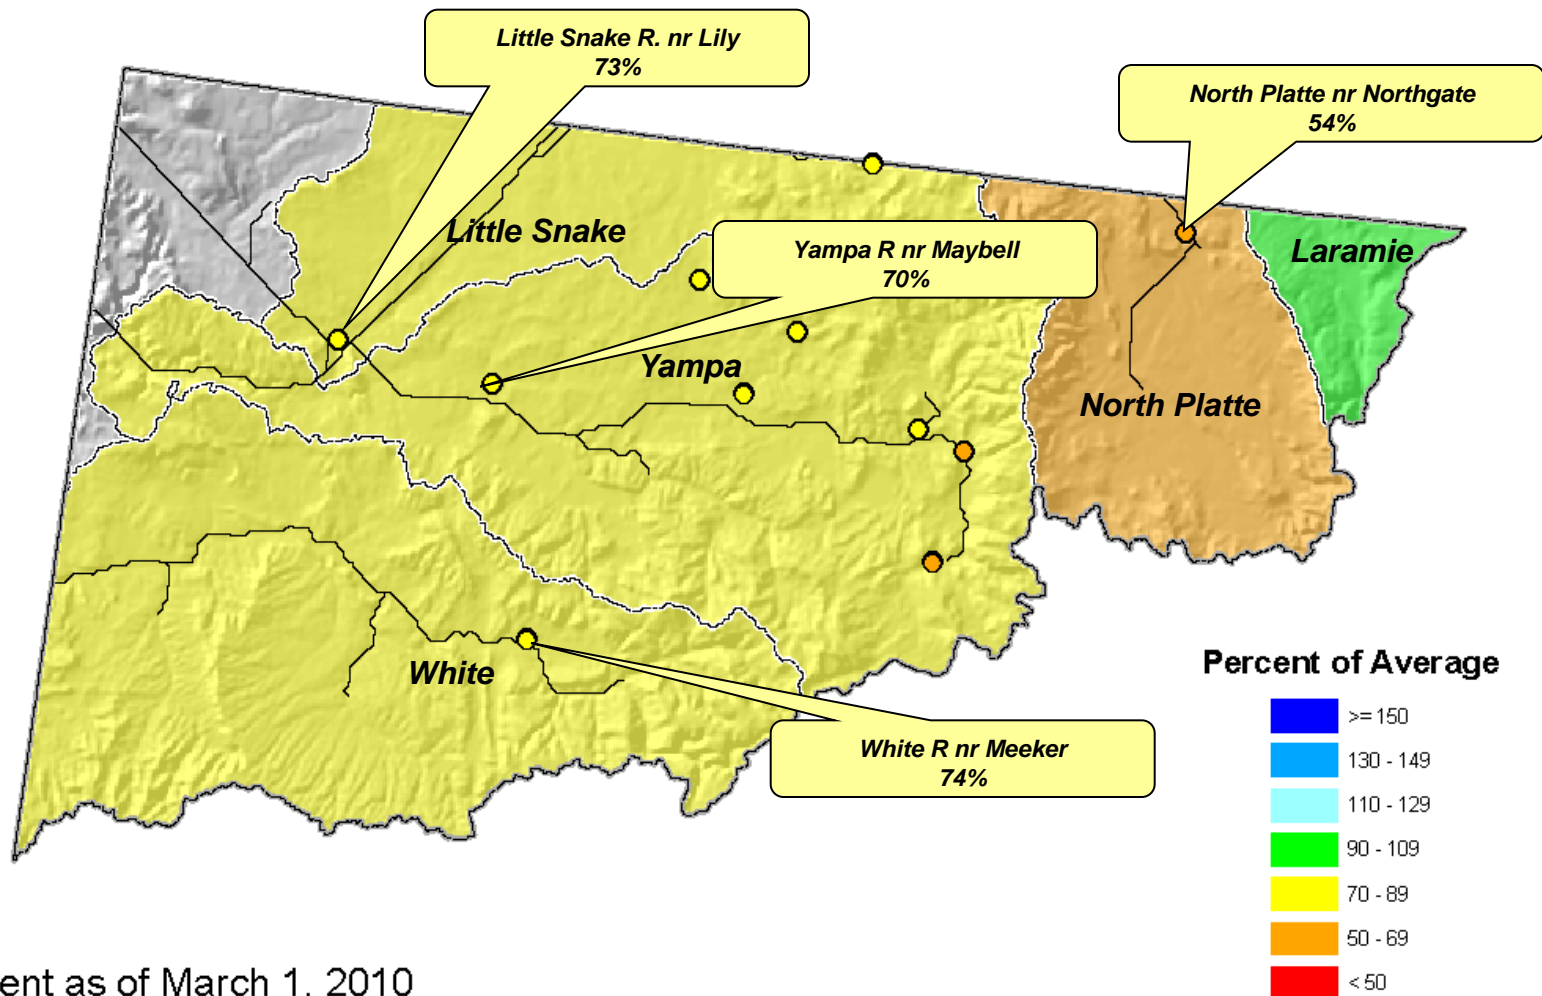 Little Snake R. nr Lily
73%
North Platte nr Northgate
54%
Little Snake
Yampa R nr Maybell
70%
Laramie
Yampa
North Platte
White
White R nr Meeker
74%
Percent of Average
>= 150
130 - 149
110 - 129
90 - 109
70 - 89
50 - 69
< 50
ent as of March 1, 2010